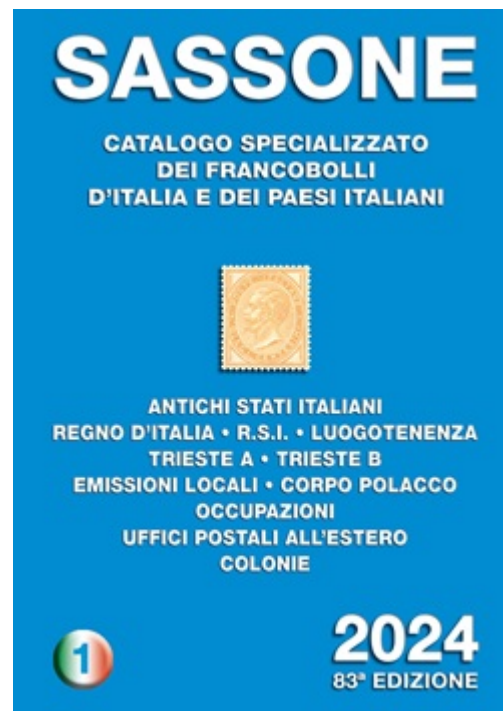 SASSONE
CATALOGO SPECIALIZZATO
DEI FRANCOBOLLI
D'ITALIA E DEI PAESI ITALIANI
ANTICHI STATI ITALIANI
REGNO D'ITALIA • R.S.I. • LUOGOTENENZA
TRIESTE A • TRIESTE B
EMISSIONI LOCALI • CORPO POLACCO
OCCUPAZIONI
UFFICI POSTALI ALL'ESTERO
COLONIE
1
2024
83ª EDIZIONE